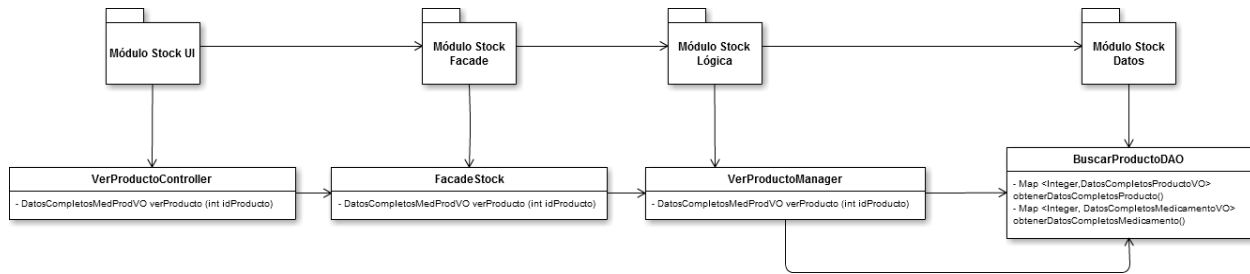 Módulo Stock UI
Módulo Stock
Facade
Módulo Stock
Lógica
Módulo Stock
Datos
VerProductoController
- DatosCompletosMedProdVO verProducto (int idProducto)
FacadeStock
- DatosCompletosMedProdVO verProducto (int idProducto)
VerProductoManager
- DatosCompletosMedProdVO verProducto (int idProducto)
BuscarProductoDAO
- Map <Integer,DatosCompletosProductoVO>
obtenerDatosCompletosProducto()
- Map <Integer, DatosCompletosMedicamentoVO>
obtenerDatosCompletosMedicamento()